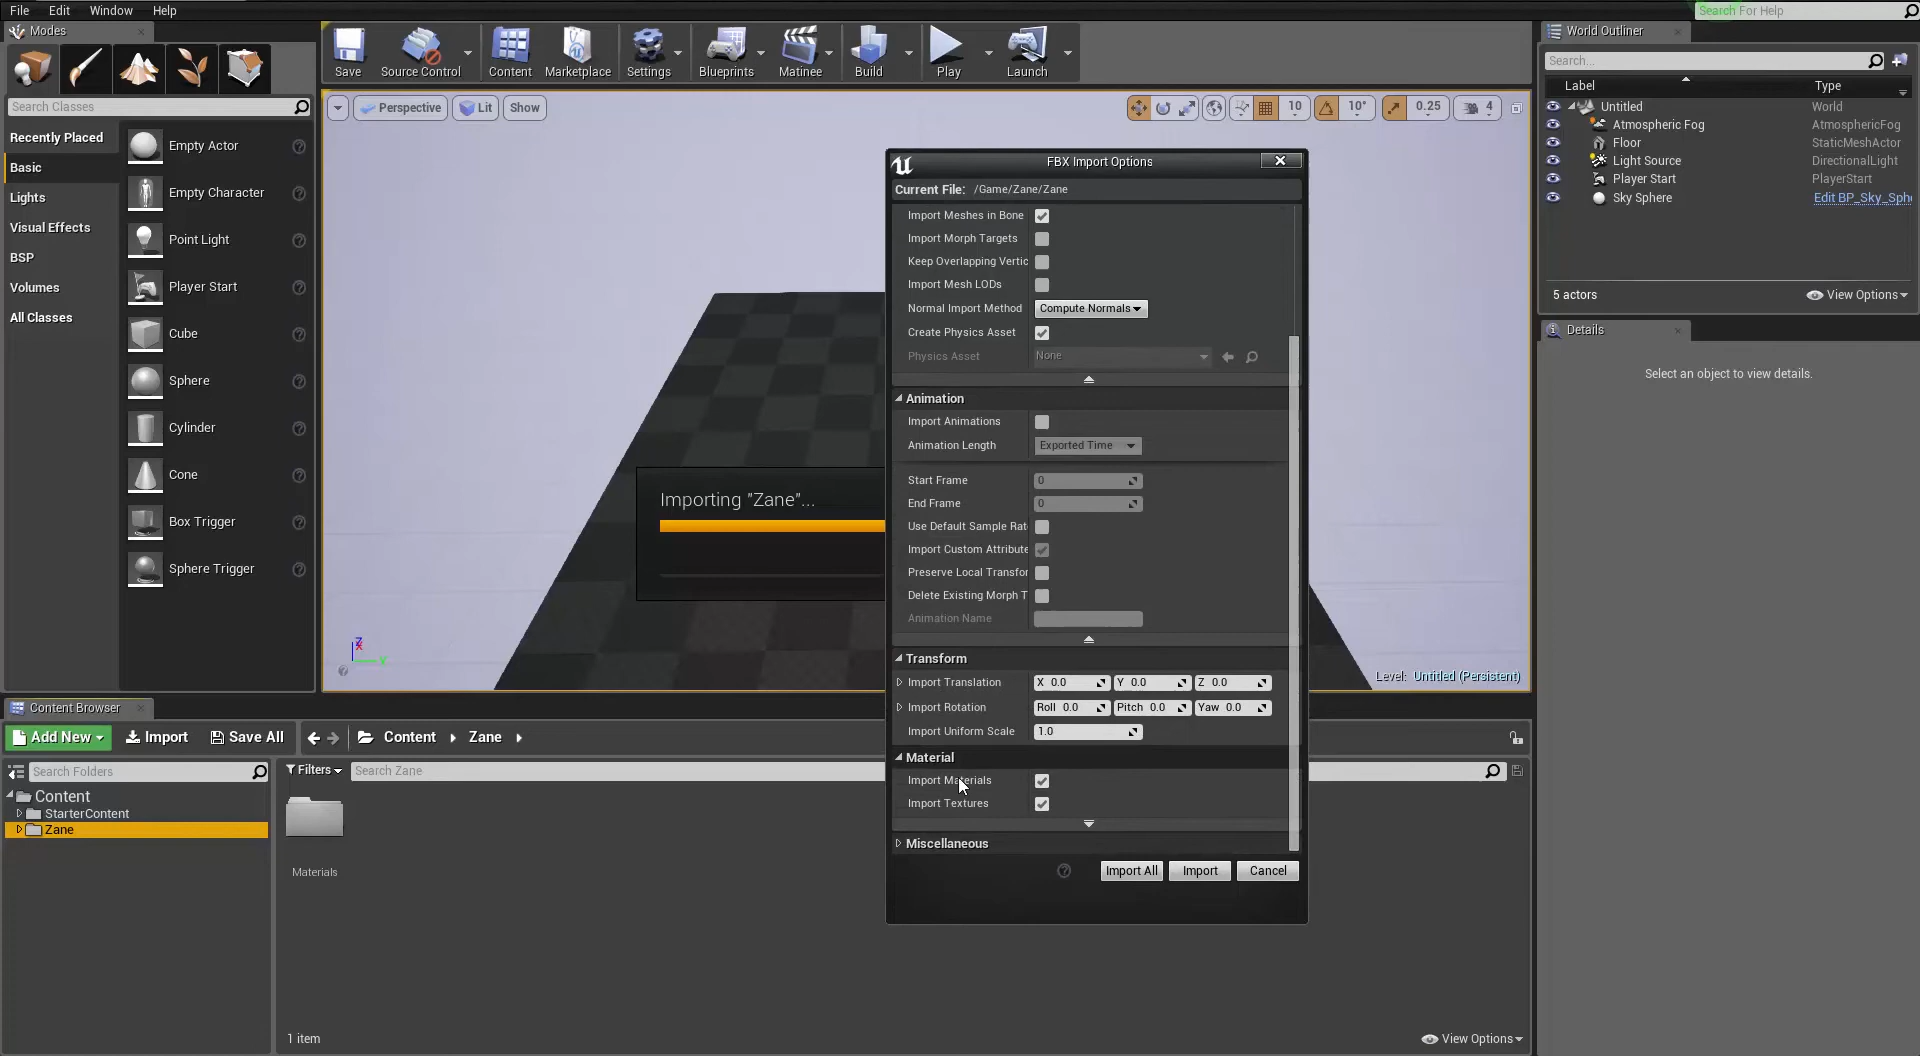 File Edit Window Help
Search For Help
Modes
Save Source Control Content Marketplace Settings Blueprints Matinee Build Play Launch
World Outliner
Search...
Label Type
Search Classes
Perspective Lit Show
10 10° 0.25 4
Recently Placed
Basic
Lights
Visual Effects
BSP
Volumes
All Classes
Empty Actor
Empty Character
Point Light
Player Start
Cube
Sphere
Cylinder
Cone
Box Trigger
Sphere Trigger
Untitled World
Atmospheric Fog AtmosphericFog
Floor StaticMeshActor
Light Source DirectionalLight
Player Start PlayerStart
Sky Sphere Edit BP_Sky_Sph
5 actors View Options
Details
Select an object to view details.
Importing "Zane"...
Z
X
Y
Level: Untitled (Persistent)
FBX Import Options
Current File: /Game/Zane/Zane
Import Meshes in Bone
Import Morph Targets
Keep Overlapping Vertic
Import Mesh LODs
Normal Import Method Compute Normals
Create Physics Asset
Physics Asset None
Animation
Import Animations
Animation Length Exported Time
Start Frame 0
End Frame 0
Use Default Sample Rat
Import Custom Attribute
Preserve Local Transfor
Delete Existing Morph T
Animation Name
Transform
Import Translation X 0.0 Y 0.0 Z 0.0
Import Rotation Roll 0.0 Pitch 0.0 Yaw 0.0
Import Uniform Scale 1.0
Material
Import Materials
Import Textures
Miscellaneous
Import All Import Cancel
Content Browser
Add New Import Save All Content Zane
Search Folders
Filters Search Zane
Content
StarterContent
Zane
Materials
1 item
View Options